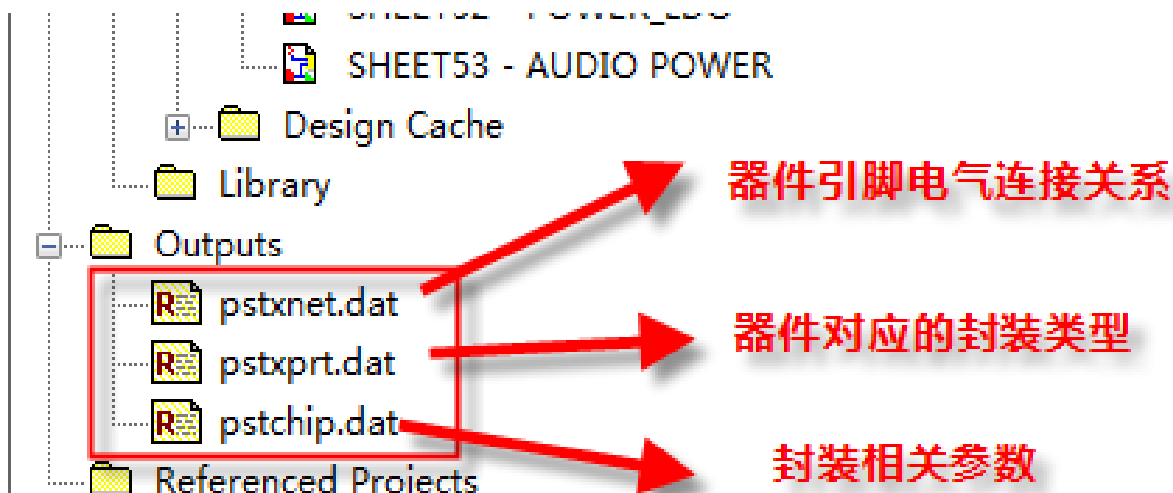 SHEET52 - POWER_LDO
SHEET53 - AUDIO POWER
Design Cache
Library
器件引脚电气连接关系
Outputs
pstxnet.dat
器件对应的封装类型
pstxprt.dat
pstchip.dat
封装相关参数
Referenced Projects